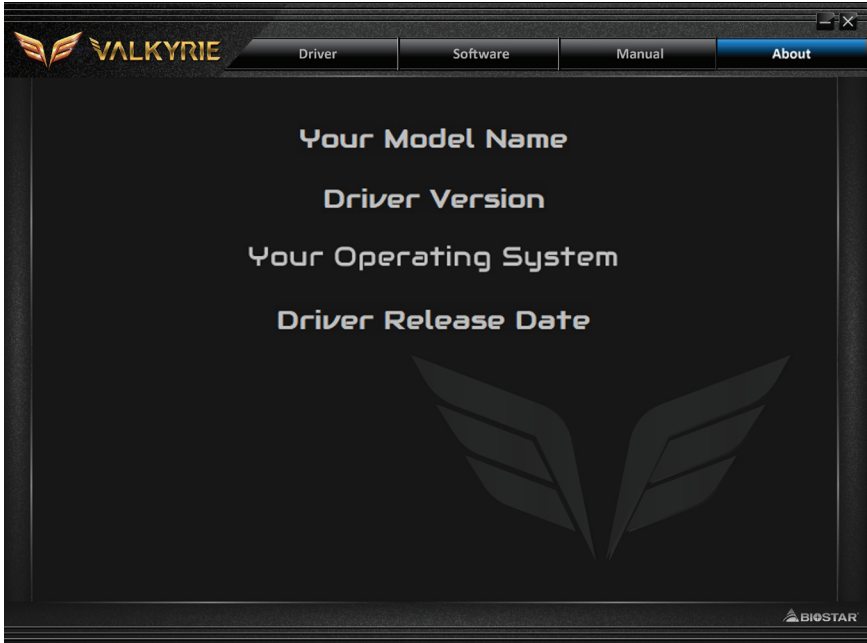 VALKYRIE
Driver
Software
Manual
About
Your Model Name
Driver Version
Your Operating System
Driver Release Date
BIOSTAR